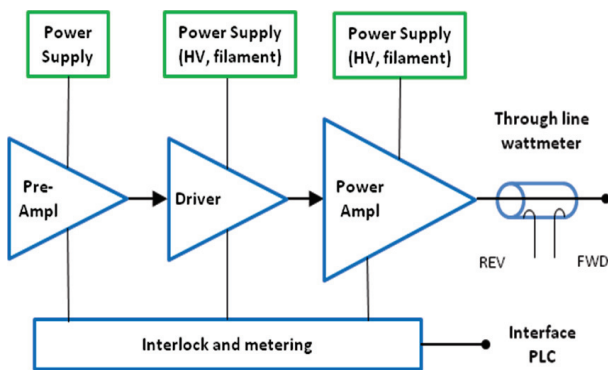 Power
Supply
Power Supply
(HV, filament)
Power Supply
(HV, filament)
Through line
wattmeter
Pre-
Ampl
Driver
Power
Ampl
REV
FWD
Interlock and metering
Interface
PLC